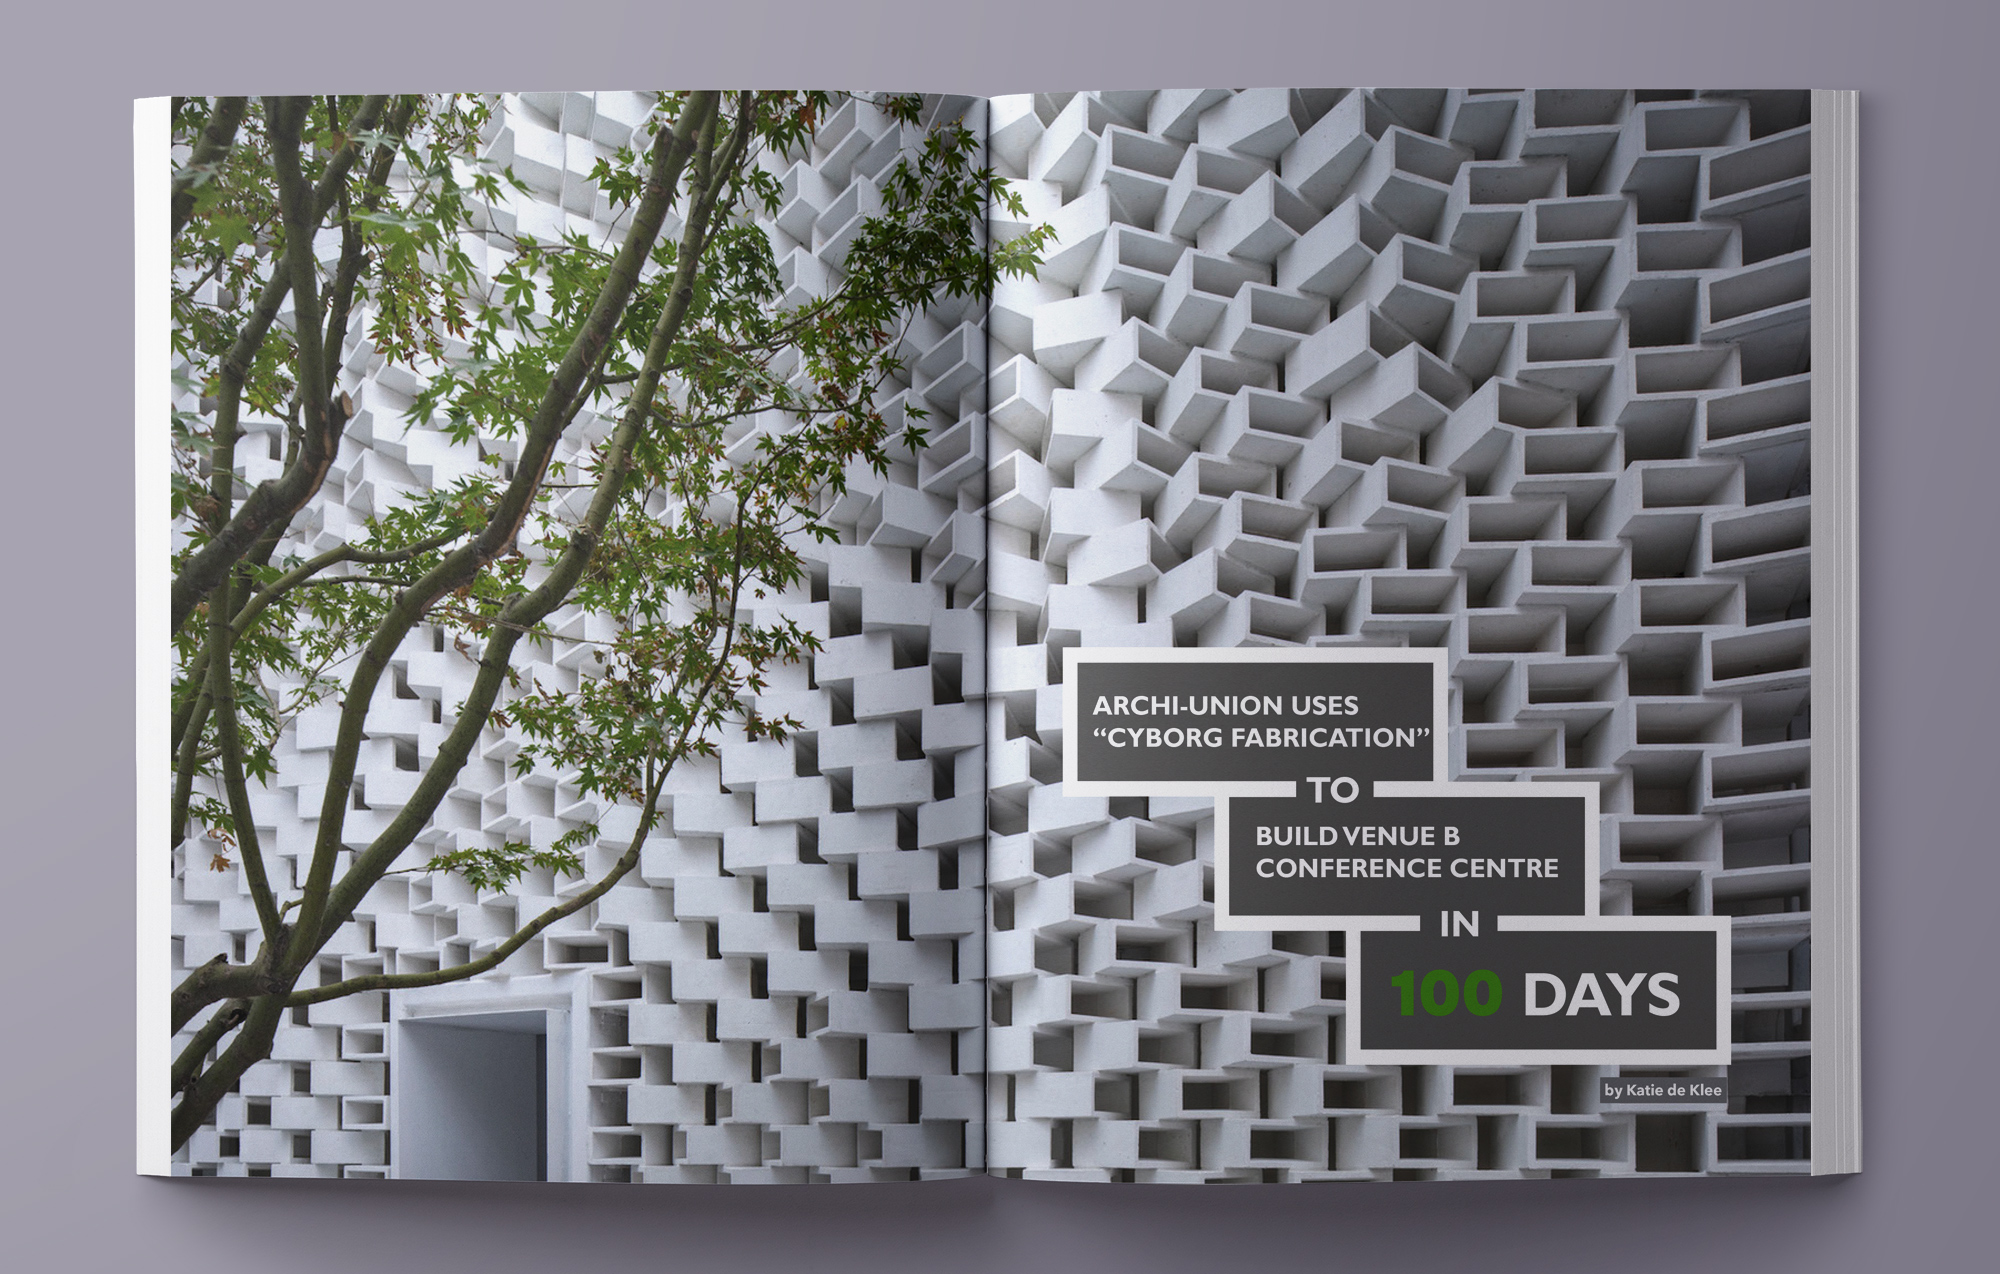 ARCHI-UNION USES
“CYBORG FABRICATION”
TO
BUILD VENUE B
CONFERENCE CENTRE
IN
100 DAYS
by Katie de Klee